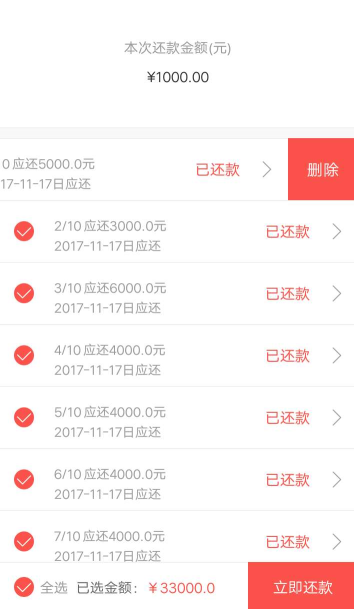 本次还款金额(元)
¥1000.00
0 应还5000.0元
已还款
删除
17-11-17日应还
2/10 应还3000.0元
已还款
2017-11-17日应还
3/10 应还6000.0元
已还款
2017-11-17日应还
4/10 应还4000.0元
已还款
2017-11-17日应还
5/10 应还4000.0元
已还款
2017-11-17日应还
6/10 应还4000.0元
已还款
2017-11-17日应还
7/10 应还4000.0元
已还款
2017-11-17日应还
全选 已选金额: ¥33000.0 立即还款